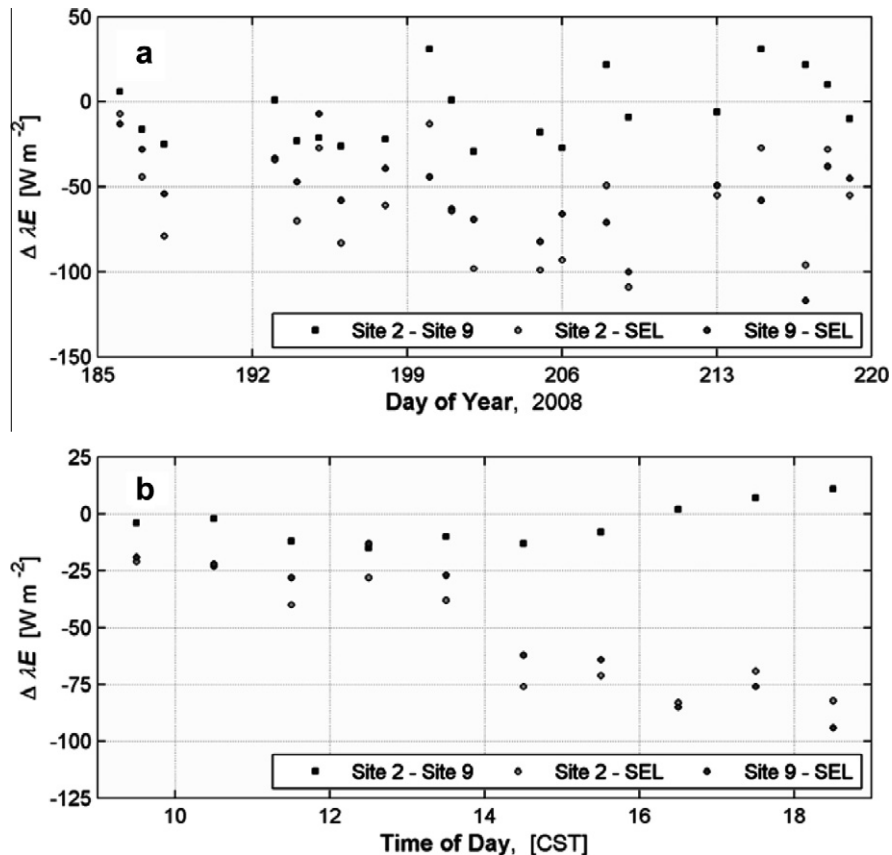 50
a
0
-50
-100
-150
Δ λE [W m⁻²]
Site 2 - Site 9 Site 2 - SEL Site 9 - SEL
185 192 199 206 213 220
Day of Year, 2008
25
b
0
-25
-50
-75
-100
-125
Δ λE [W m⁻²]
Site 2 - Site 9 Site 2 - SEL Site 9 - SEL
10 12 14 16 18
Time of Day, [CST]